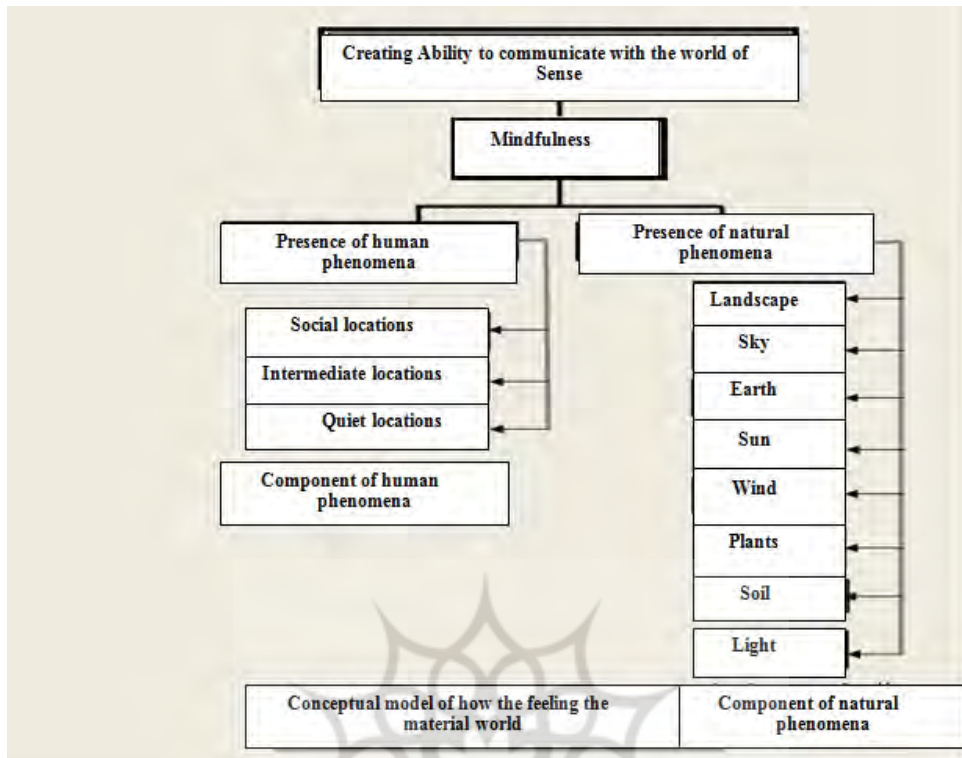 Creating Ability to communicate with the world of
Sense
Mindfulness
Presence of human
phenomena
Social locations
Intermediate locations
Quiet locations
Component of human
phenomena
Presence of natural
phenomena
Landscape
Sky
Earth
Sun
Wind
Plants
Soil
Light
Conceptual model of how the feeling the
material world
Component of natural
phenomena